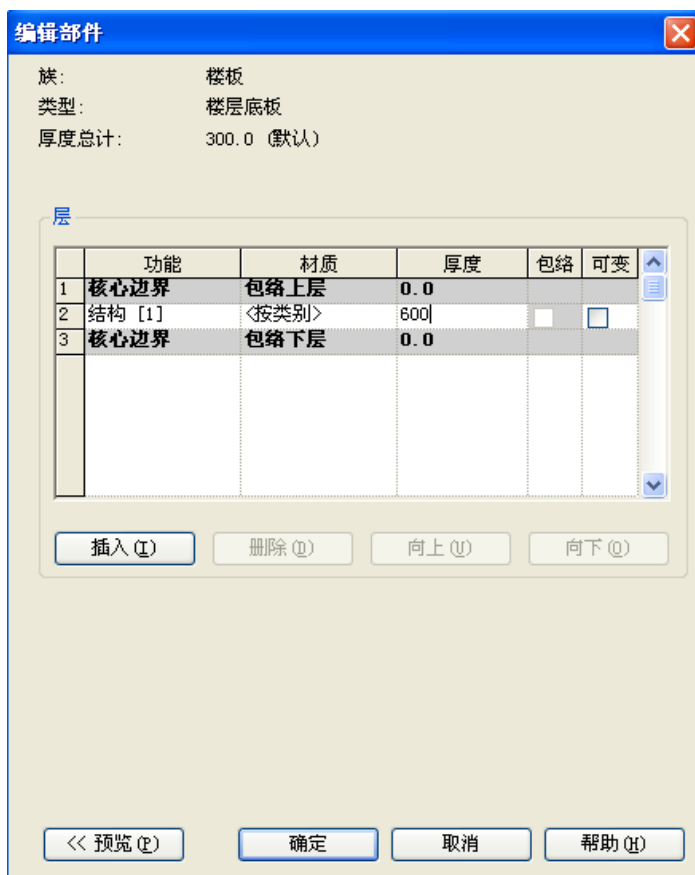 编辑部件
族: 楼板
类型: 楼层底板
厚度总计: 300.0 (默认)
层
功能 材质 厚度 包络 可变
1 核心边界 包络上层 0.0
2 结构 [1] <按类别> 600
3 核心边界 包络下层 0.0
插入(I) 删除(D) 向上(U) 向下(O)
<< 预览(P) 确定 取消 帮助(H)